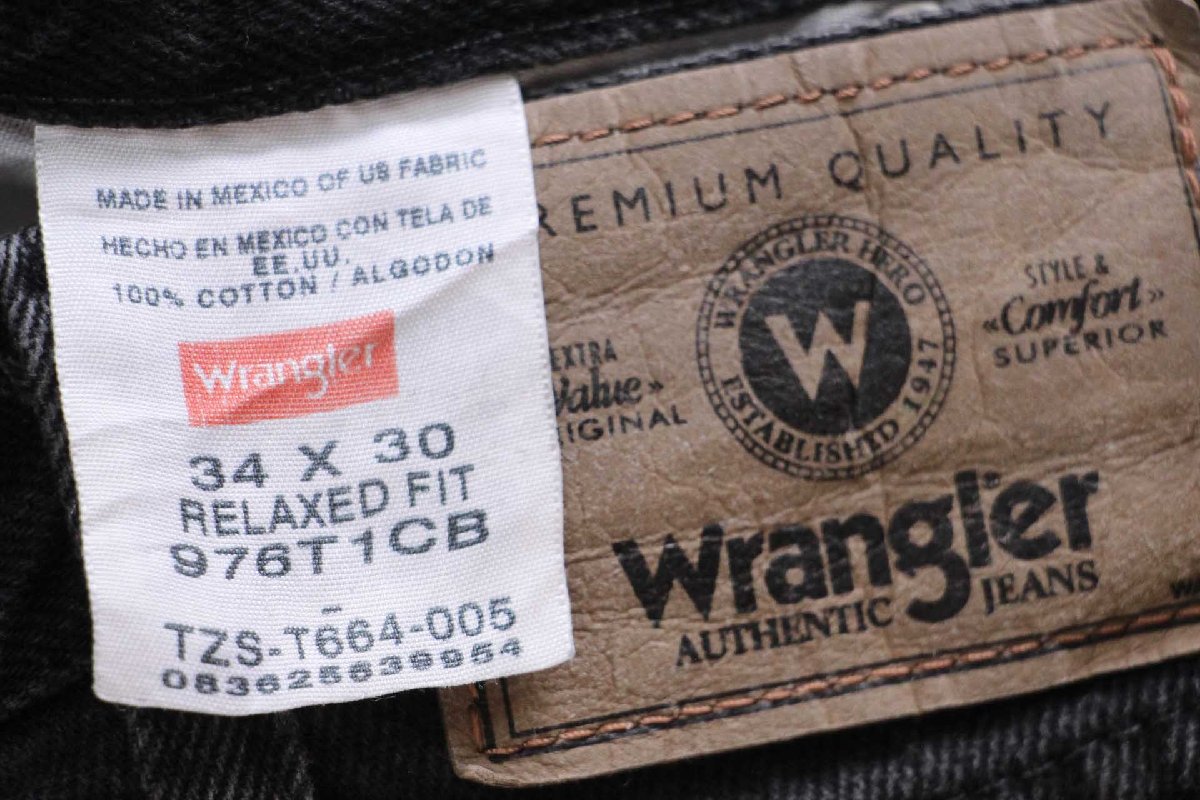 MADE IN MEXICO OF US FABRIC
HECHO EN MEXICO CON TELA DE
EE.UU.
100% COTTON / ALGODON
Wrangler
34 X 30
RELAXED FIT
976T1CB
-
TZS-T664-005
083625639954
REMIUM QUALITY
WRANGLER HERO
W
ESTABLISHED 1947
EXTRA
Value»
RIGINAL
STYLE &
«Comfort»
SUPERIOR
Wrangler
AUTHENTIC JEANS